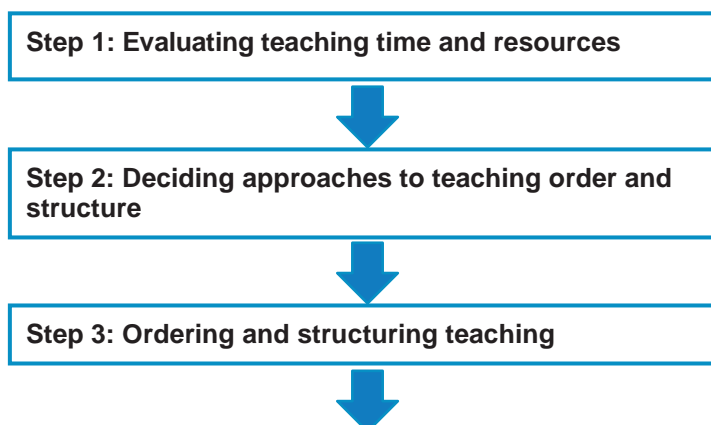 Step 1: Evaluating teaching time and resources
Step 2: Deciding approaches to teaching order and
structure
Step 3: Ordering and structuring teaching